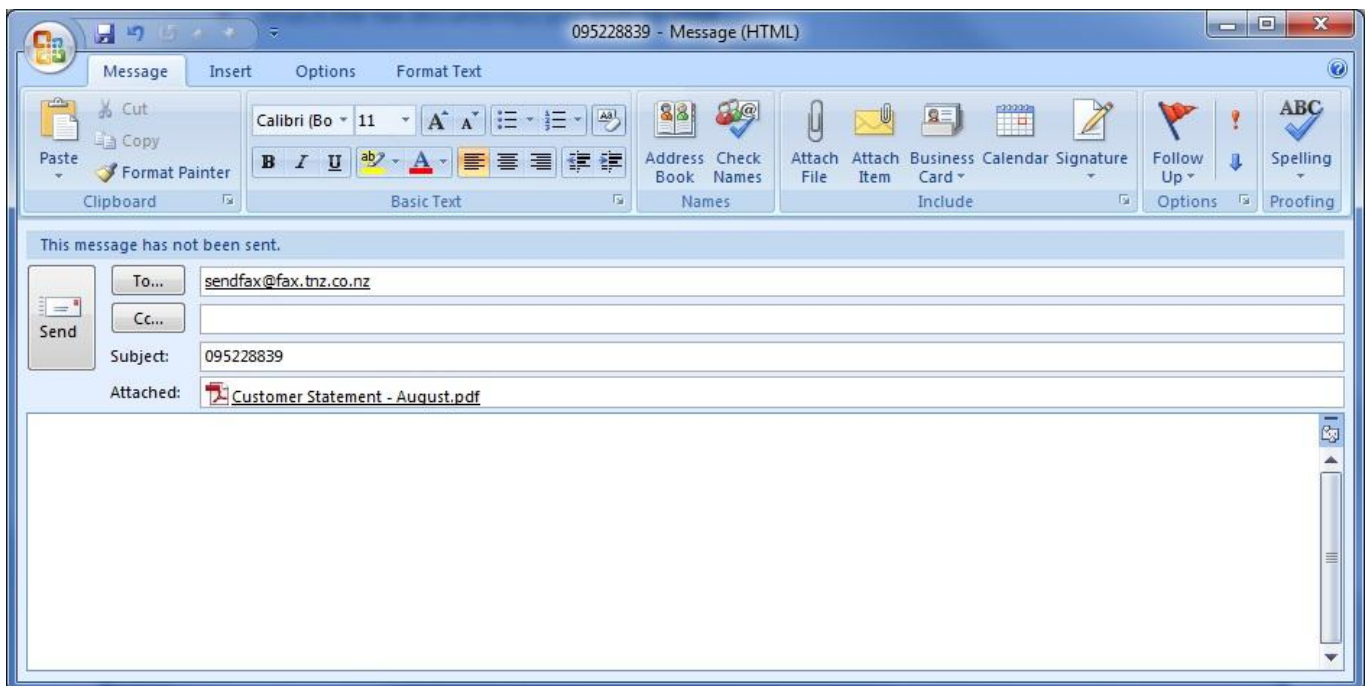 095228839 - Message (HTML)
Message Insert Options Format Text
Cut
Copy
Paste
Format Painter
Clipboard
Calibri (Bo 11
B I U
Basic Text
Address Book
Check Names
Names
Attach File
Attach Item
Business Card
Calendar
Signature
Include
Follow Up
Options
ABC
Spelling
Proofing
This message has not been sent.
Send
To... sendfax@fax.tnz.co.nz
Cc...
Subject: 095228839
Attached: Customer Statement - August.pdf